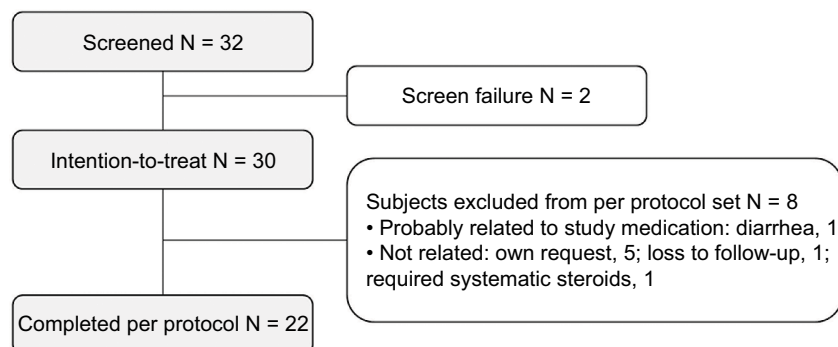 Screened N = 32
Screen failure N = 2
Intention-to-treat N = 30
Subjects excluded from per protocol set N = 8
• Probably related to study medication: diarrhea, 1
• Not related: own request, 5; loss to follow-up, 1;
required systematic steroids, 1
Completed per protocol N = 22